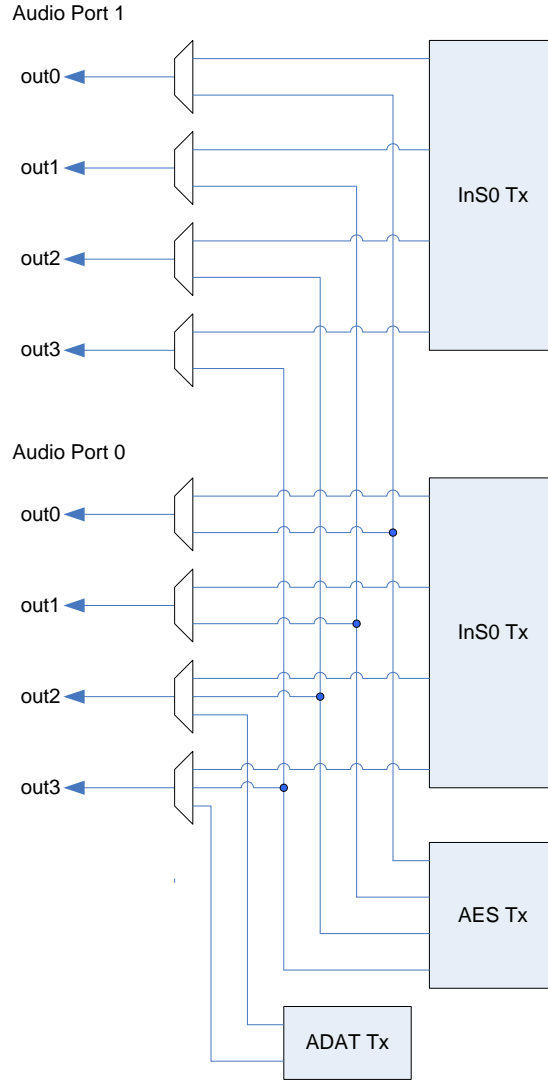 Audio Port 1
out0
out1
InS0 Tx
out2
out3
Audio Port 0
out0
out1
InS0 Tx
out2
out3
AES Tx
ADAT Tx